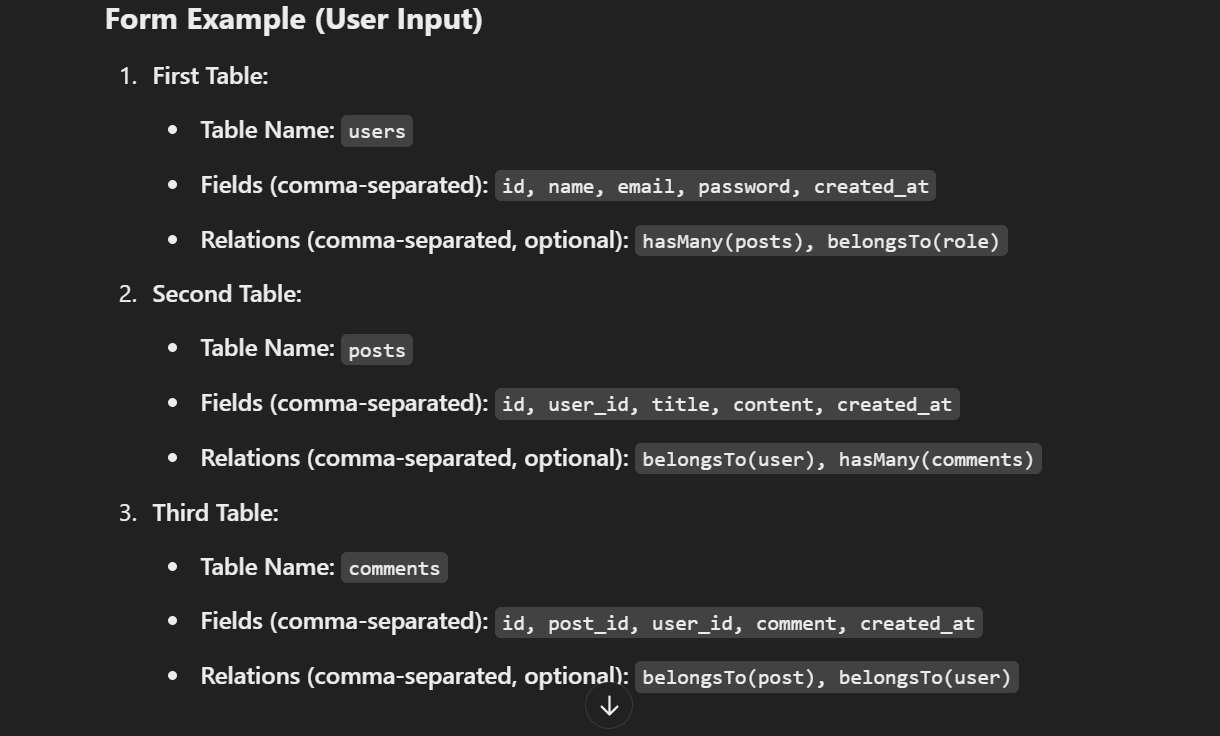 Form Example (User Input)
1. First Table:
• Table Name: users
• Fields (comma-separated): id, name, email, password, created_at
• Relations (comma-separated, optional): hasMany(posts), belongsTo(role)
2. Second Table:
• Table Name: posts
• Fields (comma-separated): id, user_id, title, content, created_at
• Relations (comma-separated, optional): belongsTo(user), hasMany(comments)
3. Third Table:
• Table Name: comments
• Fields (comma-separated): id, post_id, user_id, comment, created_at
• Relations (comma-separated, optional): belongsTo(post), belongsTo(user)